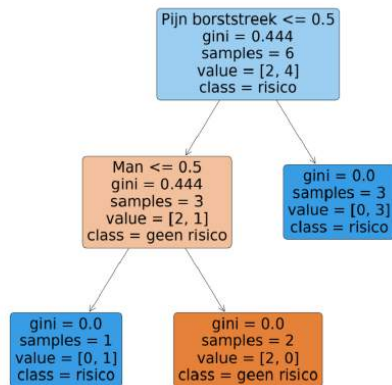 Pijn borststreek <= 0.5
gini = 0.444
samples = 6
value = [2, 4]
class = risico
Man <= 0.5
gini = 0.444
samples = 3
value = [2, 1]
class = geen risico
gini = 0.0
samples = 3
value = [0, 3]
class = risico
gini = 0.0
samples = 1
value = [0, 1]
class = risico
gini = 0.0
samples = 2
value = [2, 0]
class = geen risico